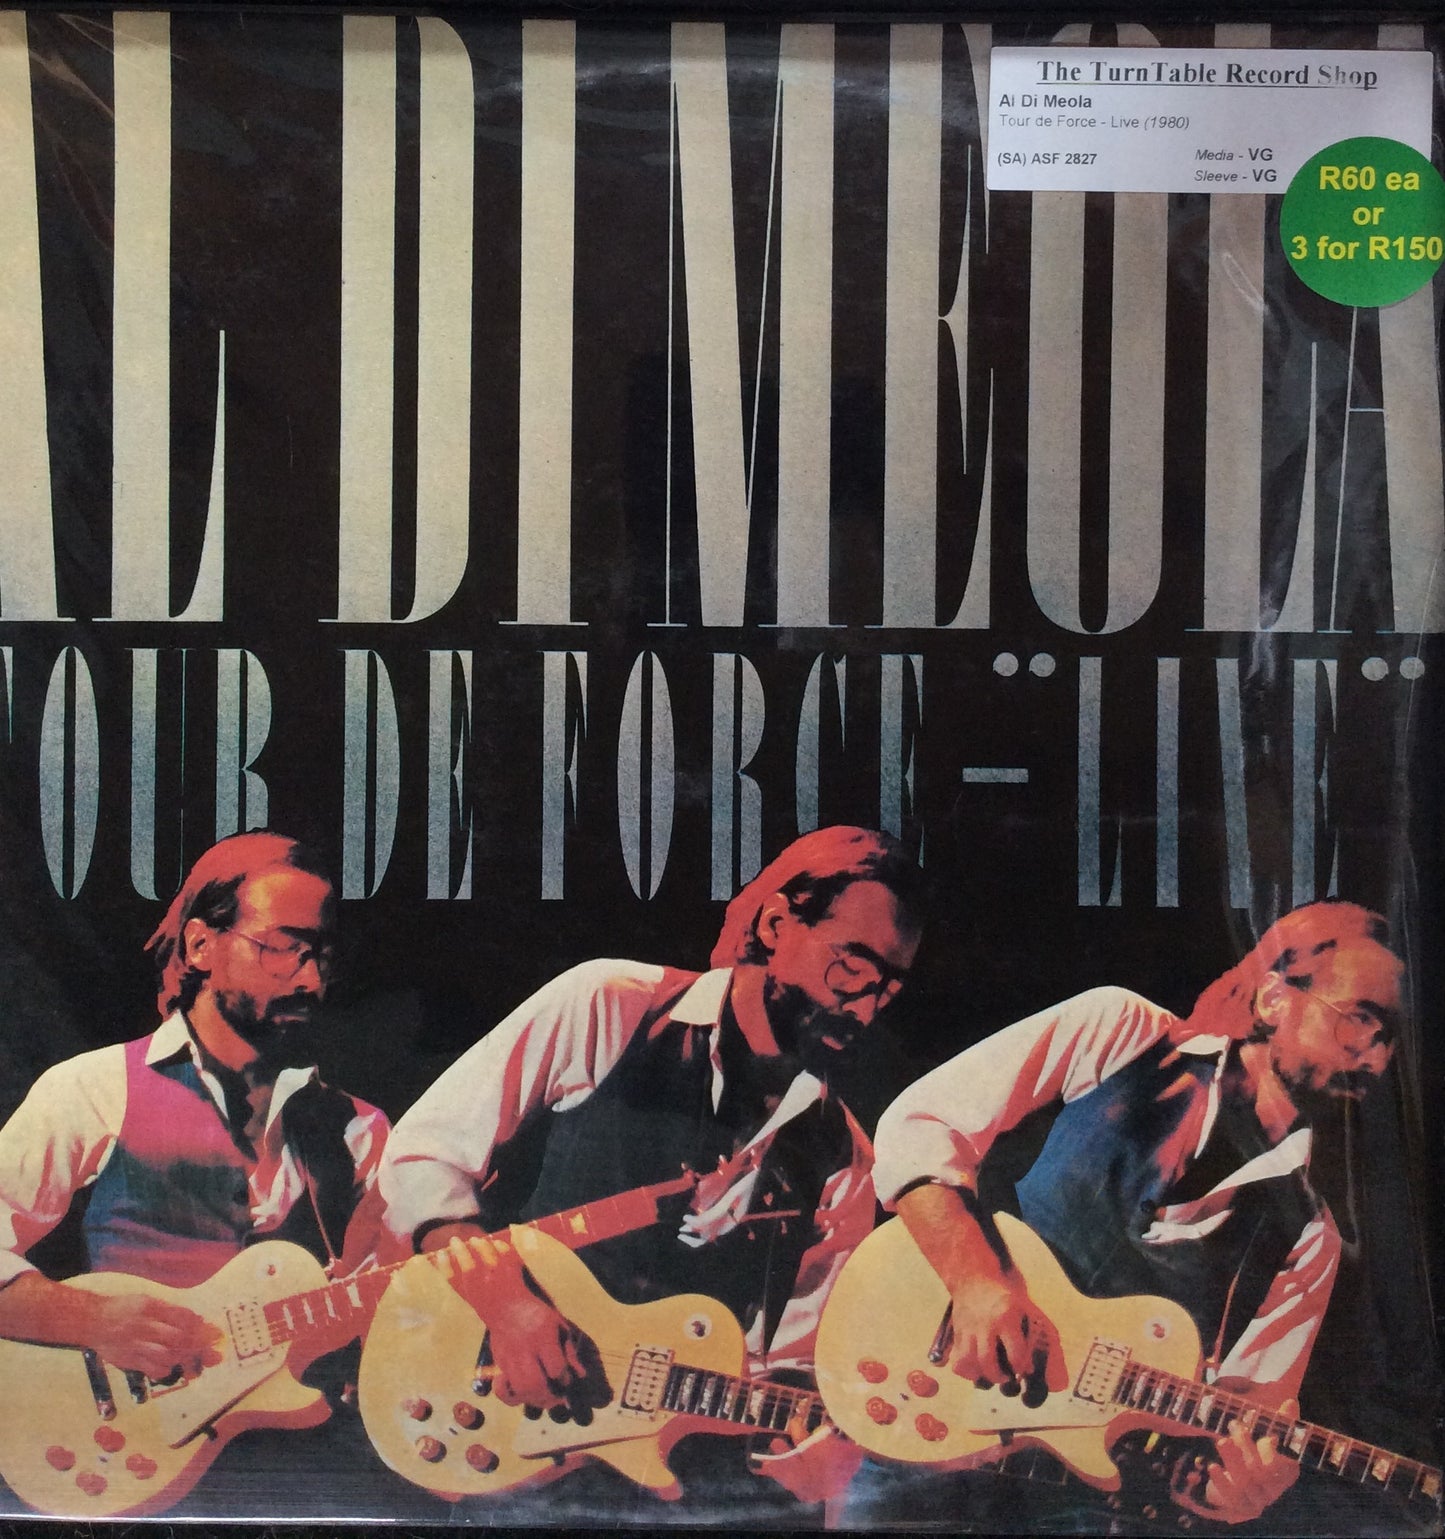 AL DI MEOLA
TOUR DE FORCE - "LIVE"
The TurnTable Record Shop
Al Di Meola
Tour de Force - Live (1980)
(SA) ASF 2827
Media - VG
Sleeve - VG
R60 ea
or
3 for R150